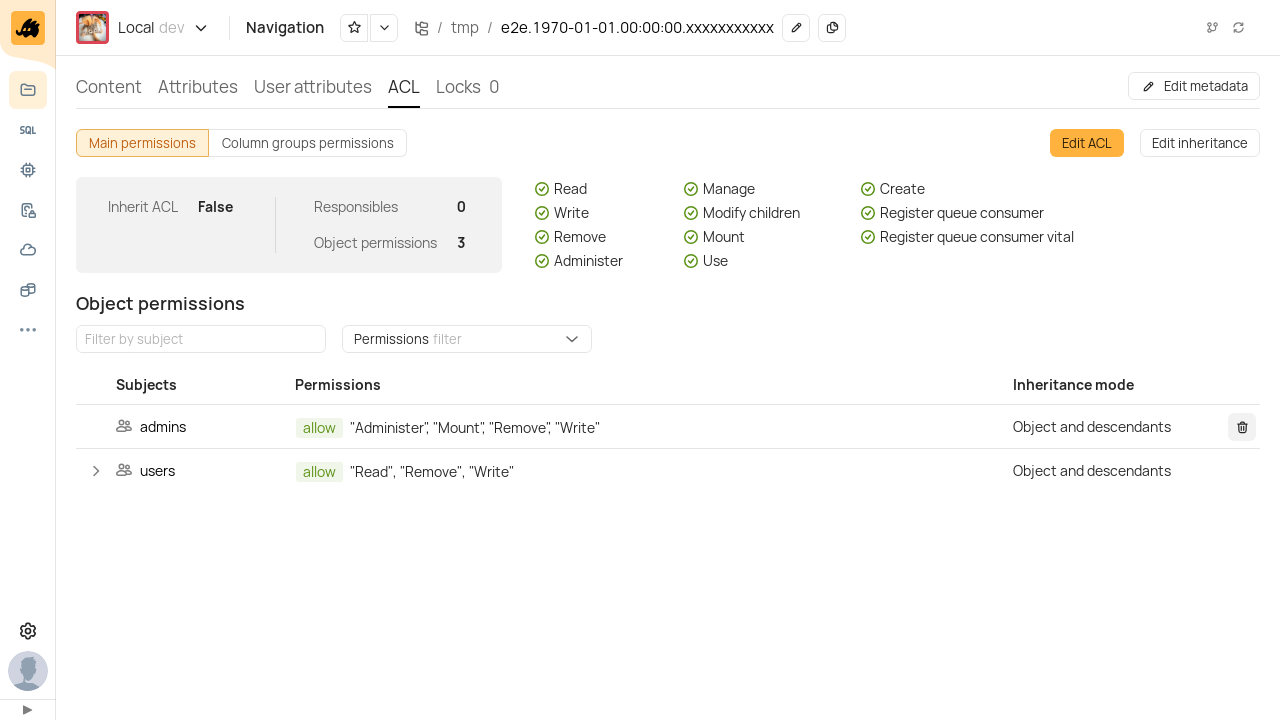 Local dev Navigation / tmp / e2e.1970-01-01.00:00:00.xxxxxxxxxxx
Content Attributes User attributes ACL Locks 0 Edit metadata
SQL
Main permissions Column groups permissions Edit ACL Edit inheritance
Inherit ACL False Responsibles 0
Object permissions 3
Read Manage Create
Write Modify children Register queue consumer
Remove Mount Register queue consumer vital
Administer Use
Object permissions
Filter by subject Permissions filter
Subjects Permissions Inheritance mode
admins allow "Administer", "Mount", "Remove", "Write" Object and descendants
users allow "Read", "Remove", "Write" Object and descendants